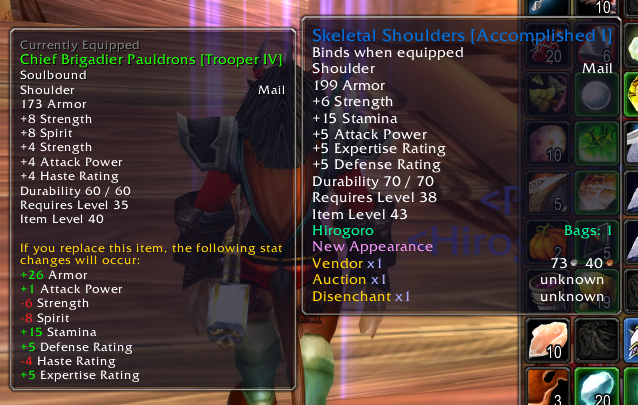 Currently Equipped
Chief Brigadier Pauldrons [Trooper IV]
Soulbound
Shoulder Mail
173 Armor
+8 Strength
+8 Spirit
+4 Strength
+4 Attack Power
+4 Haste Rating
Durability 60 / 60
Requires Level 35
Item Level 40
If you replace this item, the following stat
changes will occur:
+26 Armor
+1 Attack Power
-6 Strength
-8 Spirit
+15 Stamina
+5 Defense Rating
-4 Haste Rating
+5 Expertise Rating
Skeletal Shoulders [Accomplished I]
Binds when equipped
Shoulder Mail
199 Armor
+6 Strength
+15 Stamina
+5 Attack Power
+5 Expertise Rating
+5 Defense Rating
Durability 70 / 70
Requires Level 38
Item Level 43
Hirogoro Bags: 1
New Appearance
Vendor x1 73 40
Auction x1 unknown
Disenchant x1 unknown
10
20
6
10
5
2
10
3
20